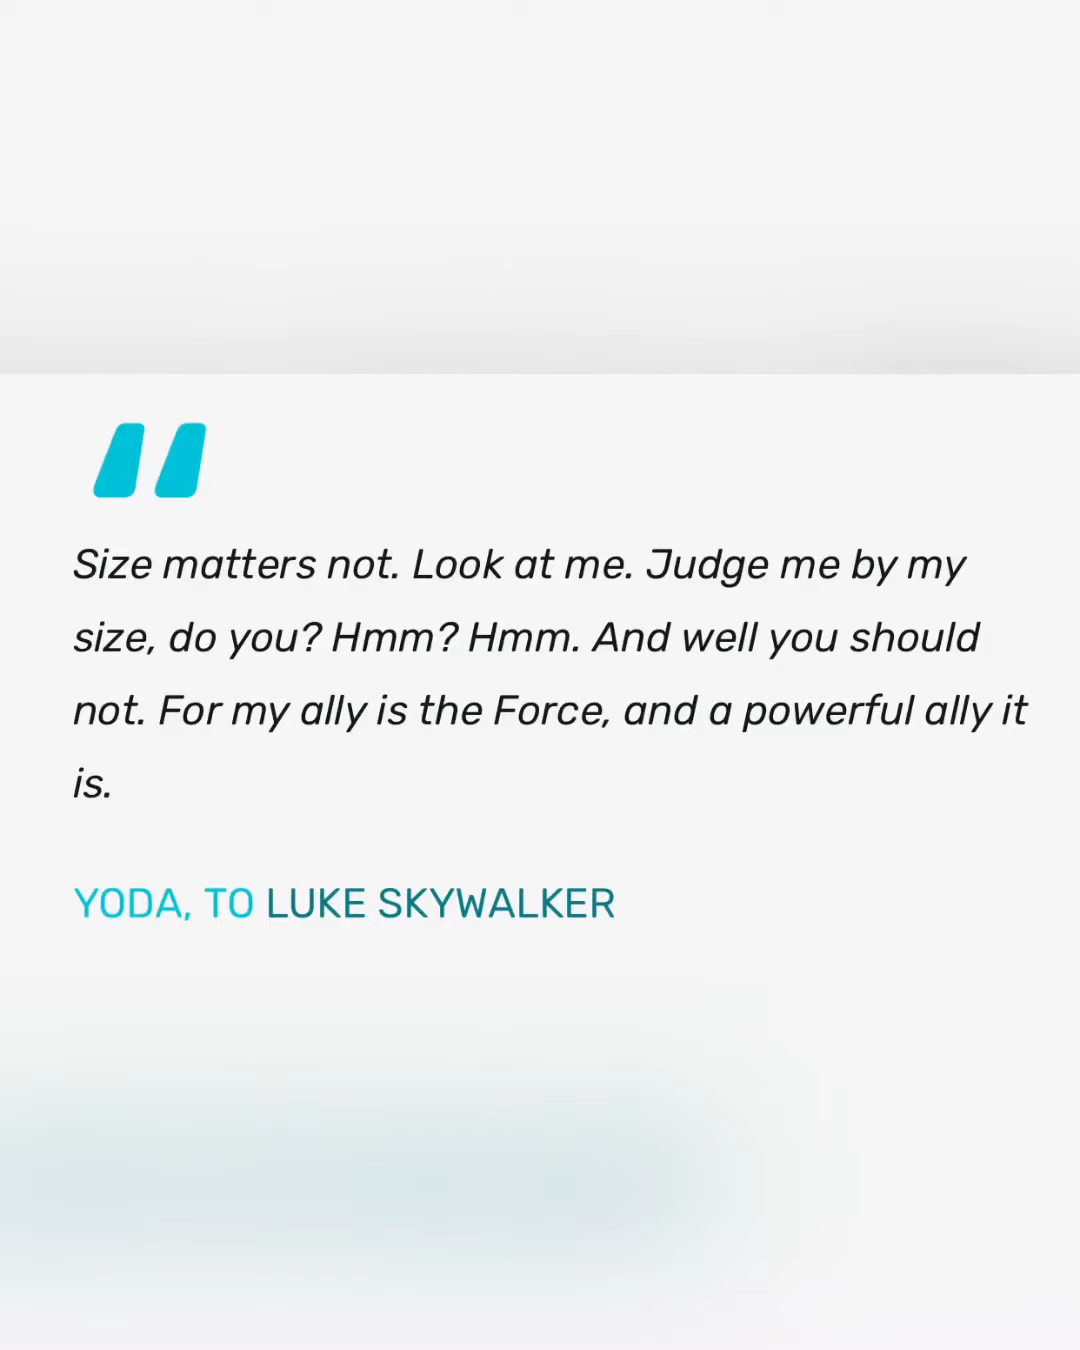 Size matters not. Look at me. Judge me by my
size, do you? Hmm? Hmm. And well you should
not. For my ally is the Force, and a powerful ally it
is.
YODA, TO LUKE SKYWALKER